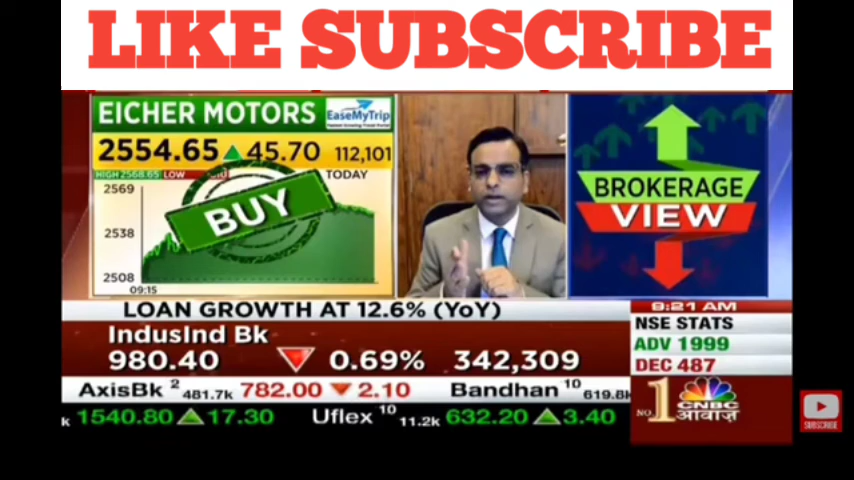 LIKE SUBSCRIBE
EICHER MOTORS
EaseMyTrip
2554.65 ▲ 45.70 112,101
HIGH 2568.65 LOW
TODAY
2569
2538
2508
09:15
BUY
BROKERAGE
VIEW
LOAN GROWTH AT 12.6% (YoY)
IndusInd Bk
980.40 ▼ 0.69% 342,309
AxisBk 2 481.7k 782.00 ▼ 2.10 Bandhan 10 619.8k
k 1540.80 ▲ 17.30 Uflex 10 11.2k 632.20 ▲ 3.40
9:21 AM
NSE STATS
ADV 1999
DEC 487
NO. 1 CNBC
आवाज़
SUBSCRIBE